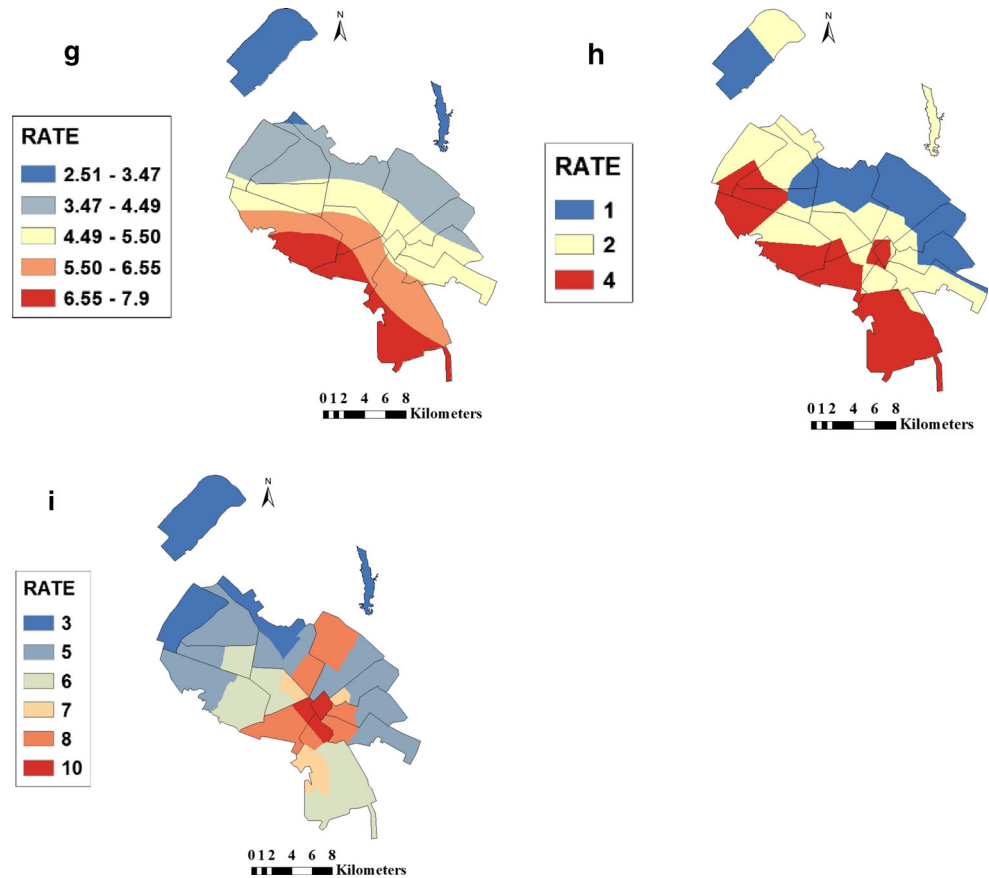 g
N
RATE
2.51 - 3.47
3.47 - 4.49
4.49 - 5.50
5.50 - 6.55
6.55 - 7.9
0 1 2 4 6 8
Kilometers
h
N
RATE
1
2
4
0 1 2 4 6 8
Kilometers
i
N
RATE
3
5
6
7
8
10
0 1 2 4 6 8
Kilometers